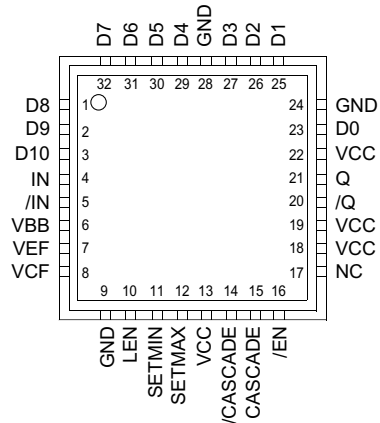 D7 D6 D5 D4 GND D3 D2 D1
32 31 30 29 28 27 26 25
D8 1 24 GND
D9 2 23 D0
D10 3 22 VCC
IN 4 21 Q
/IN 5 20 /Q
VBB 6 19 VCC
VEF 7 18 VCC
VCF 8 17 NC
9 10 11 12 13 14 15 16
GND LEN SETMIN SETMAX VCC /CASCADE CASCADE /EN